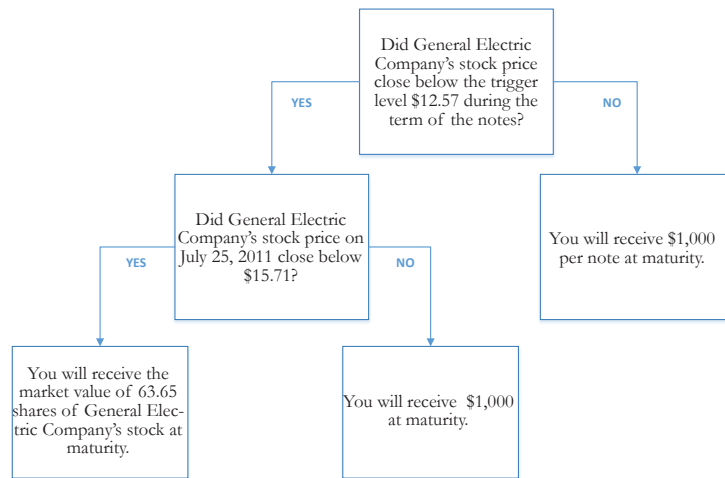 Did General Electric
Company's stock price
close below the trigger
level $12.57 during the
term of the notes?
YES
NO
Did General Electric
Company's stock price on
July 25, 2011 close below
$15.71?
You will receive $1,000
per note at maturity.
YES
NO
You will receive the
market value of 63.65
shares of General Elec-
tric Company's stock at
maturity.
You will receive $1,000
at maturity.